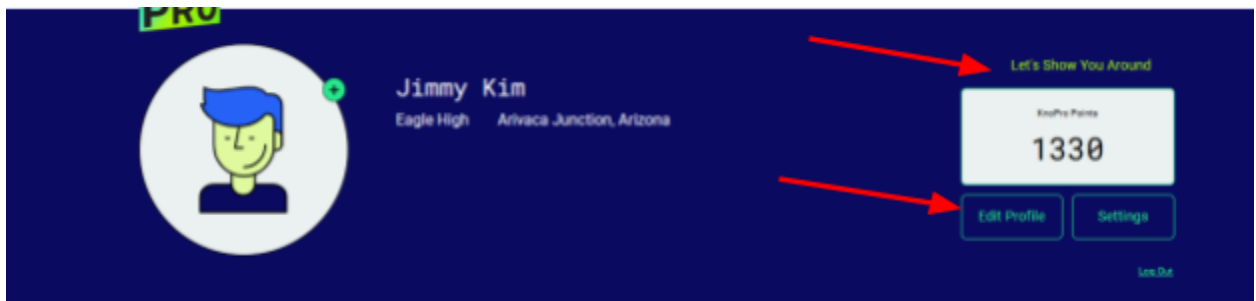 PRO
Jimmy Kim
Eagle High Arivaca Junction, Arizona
Let's Show You Around
KnoPro Points
1330
Edit Profile Settings
Log Out